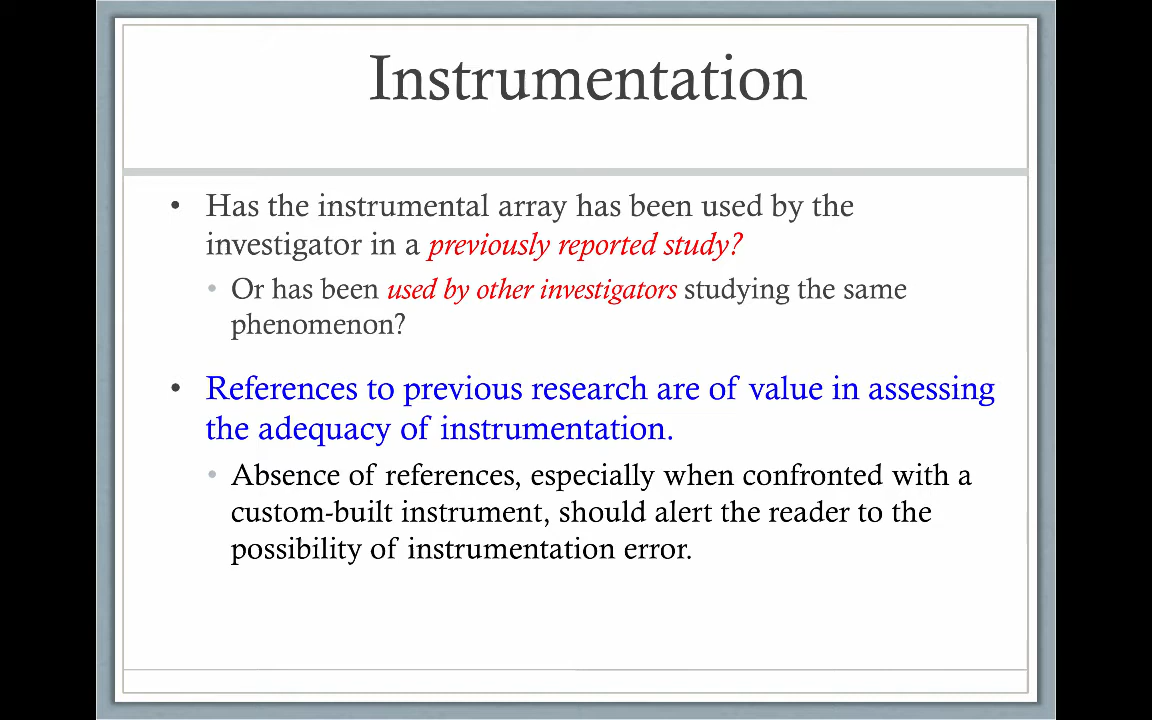 Instrumentation
• Has the instrumental array has been used by the
investigator in a previously reported study?
• Or has been used by other investigators studying the same
phenomenon?
• References to previous research are of value in assessing
the adequacy of instrumentation.
• Absence of references, especially when confronted with a
custom-built instrument, should alert the reader to the
possibility of instrumentation error.